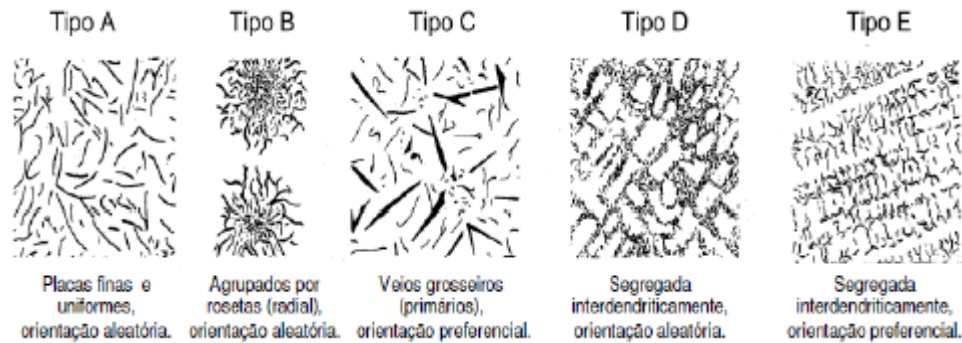 Tipo A
Tipo B
Tipo C
Tipo D
Tipo E
Placas finas e
uniformes,
orientação aleatória.
Agrupados por
rosetas (radial),
orientação aleatória.
Veios grosseiros
(primários),
orientação preferencial.
Segregada
interdendriticamente,
orientação aleatória.
Segregada
interdendriticamente,
orientação preferencial.